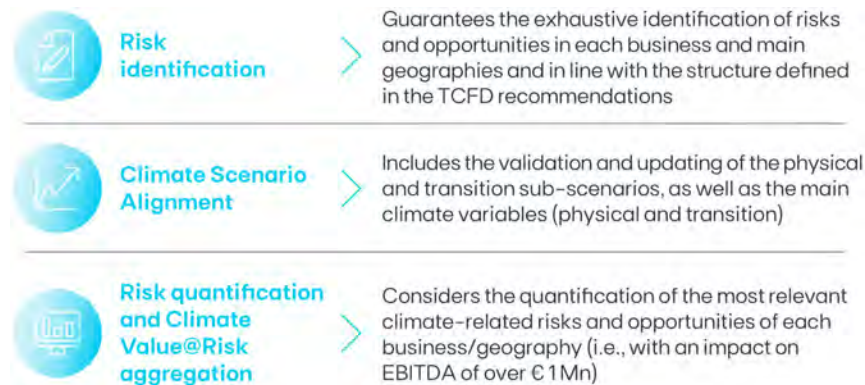 Risk
identification
Guarantees the exhaustive identification of risks
and opportunities in each business and main
geographies and in line with the structure defined
in the TCFD recommendations
Climate Scenario
Alignment
Includes the validation and updating of the physical
and transition sub-scenarios, as well as the main
climate variables (physical and transition)
Risk quantification
and Climate
Value@Risk
aggregation
Considers the quantification of the most relevant
climate-related risks and opportunities of each
business/geography (i.e., with an impact on
EBITDA of over €1Mn)